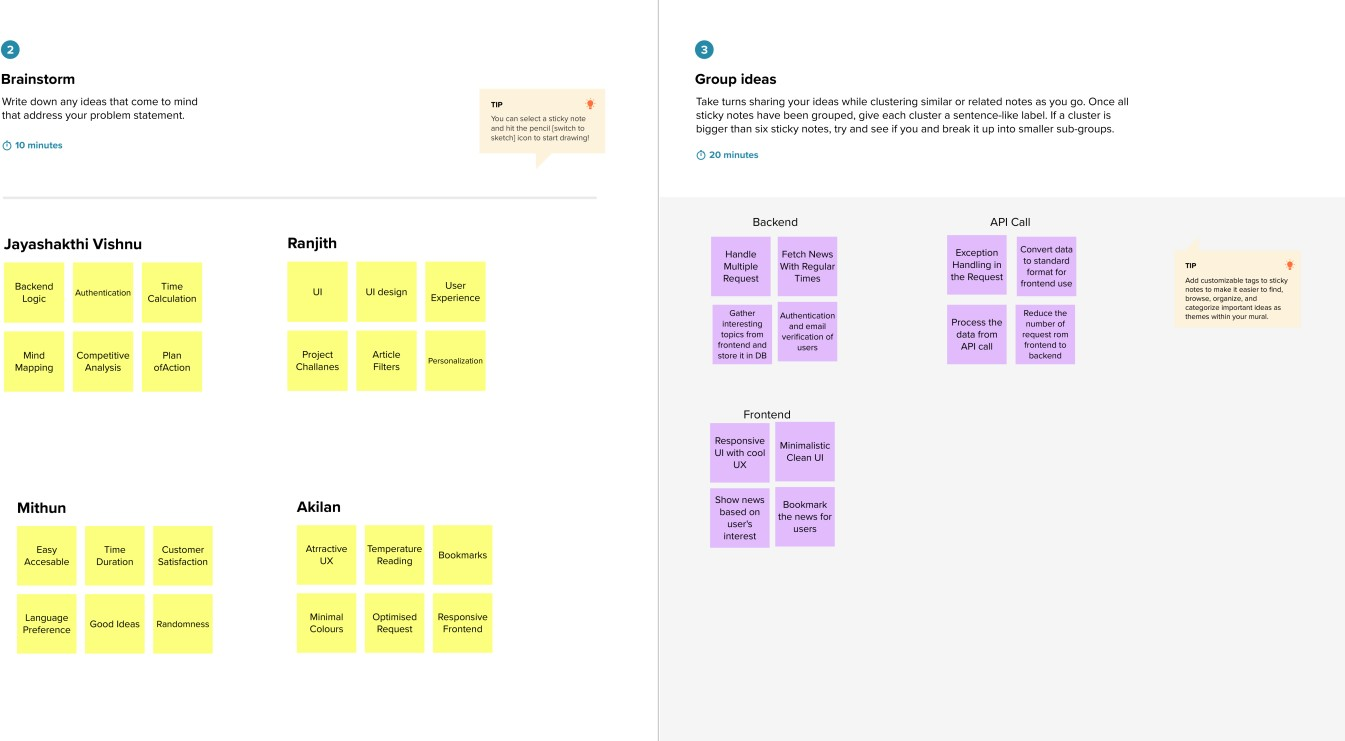 2
Brainstorm
Write down any ideas that come to mind
that address your problem statement.
10 minutes
TIP
You can select a sticky note
and hit the pencil [switch to
sketch] icon to start drawing!
Jayashakthi Vishnu
Backend
Logic
Authentication
Time
Calculation
Mind
Mapping
Competitive
Analysis
Plan
ofAction
Ranjith
UI
UI design
User
Experience
Project
Challanes
Article
Filters
Personalization
Mithun
Easy
Accesable
Time
Duration
Customer
Satisfaction
Language
Preference
Good Ideas
Randomness
Akilan
Atrractive
UX
Temperature
Reading
Bookmarks
Minimal
Colours
Optimised
Request
Responsive
Frontend
3
Group ideas
Take turns sharing your ideas while clustering similar or related notes as you go. Once all
sticky notes have been grouped, give each cluster a sentence-like label. If a cluster is
bigger than six sticky notes, try and see if you and break it up into smaller sub-groups.
20 minutes
Backend
Handle
Multiple
Request
Fetch News
With Regular
Times
Gather
interesting
topics from
frontend and
store it in DB
Authentication
and email
verification of
users
API Call
Exception
Handling in
the Request
Convert data
to standard
format for
frontend use
Process the
data from
API call
Reduce the
number of
request rom
frontend to
backend
TIP
Add customizable tags to sticky
notes to make it easier to find,
browse, organize, and
categorize important ideas as
themes within your mural.
Frontend
Responsive
UI with cool
UX
Minimalistic
Clean UI
Show news
based on
user's
interest
Bookmark
the news for
users